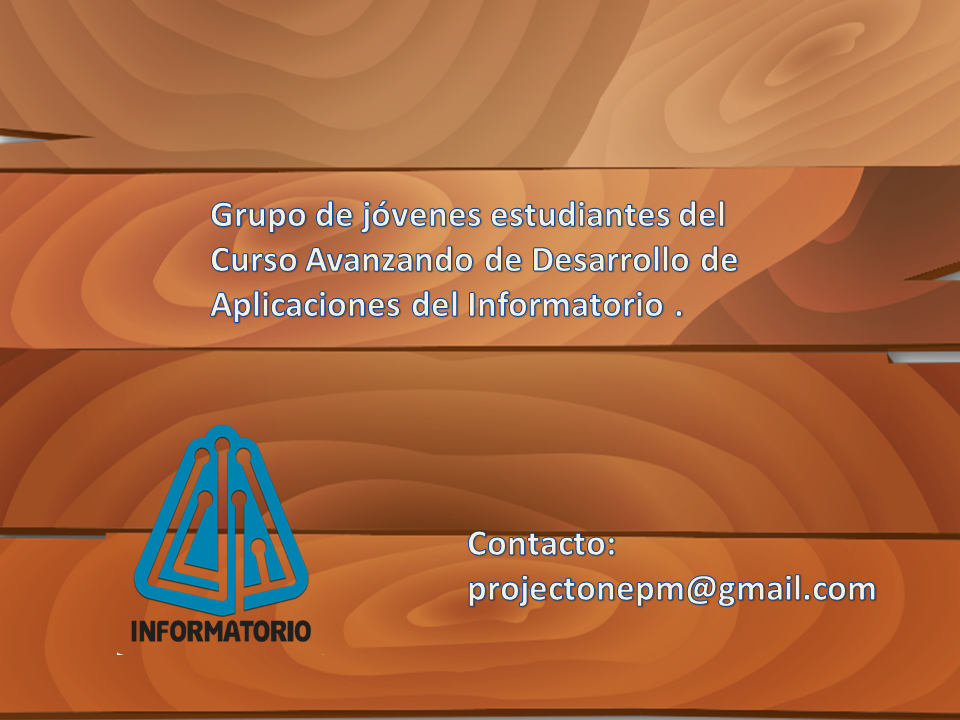 Grupo de jóvenes estudiantes del
Curso Avanzando de Desarrollo de
Aplicaciones del Informatorio .
INFORMATORIO
Contacto:
projectonepm@gmail.com